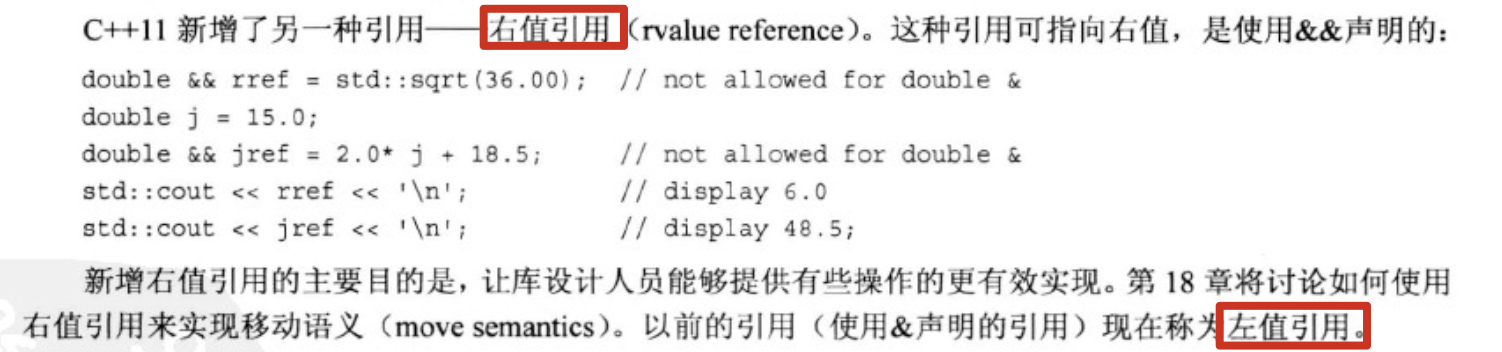 C++11 新增了另一种引用——右值引用（rvalue reference）。这种引用可指向右值，是使用&&声明的：
double && rref = std::sqrt(36.00);  // not allowed for double &
double j = 15.0;
double && jref = 2.0* j + 18.5;     // not allowed for double &
std::cout << rref << '\n';          // display 6.0
std::cout << jref << '\n';          // display 48.5;
新增右值引用的主要目的是，让库设计人员能够提供有些操作的更有效实现。第 18 章将讨论如何使用
右值引用来实现移动语义（move semantics）。以前的引用（使用&声明的引用）现在称为左值引用。